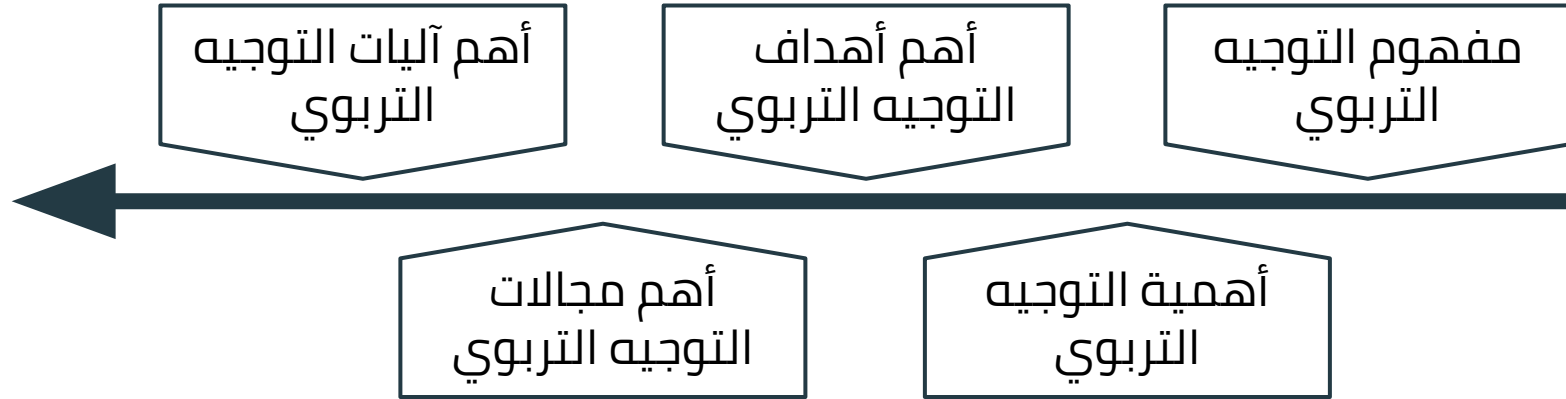 مفهوم التوجيه
التربوي
أهمية التوجيه
التربوي
أهم أهداف
التوجيه التربوي
أهم مجالات
التوجيه التربوي
أهم آليات التوجيه
التربوي